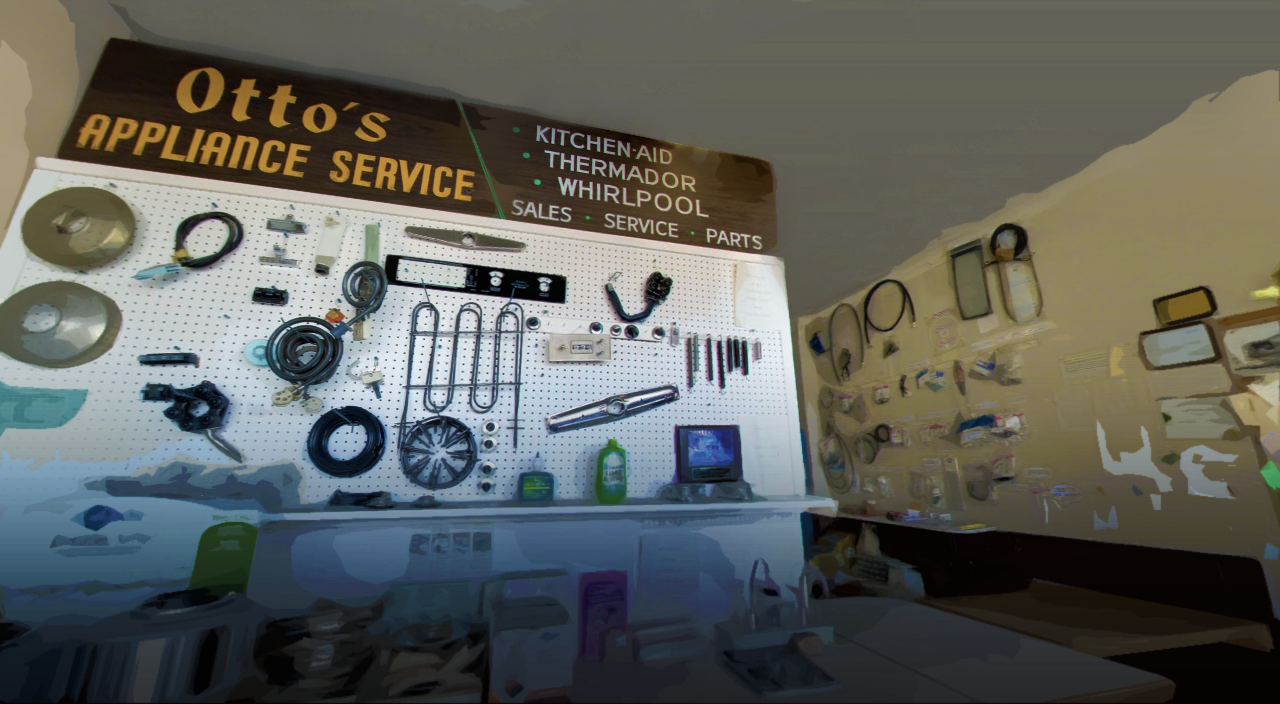 Otto's
APPLIANCE SERVICE
• KITCHEN-AID
• THERMADOR
• WHIRLPOOL
SALES • SERVICE • PARTS